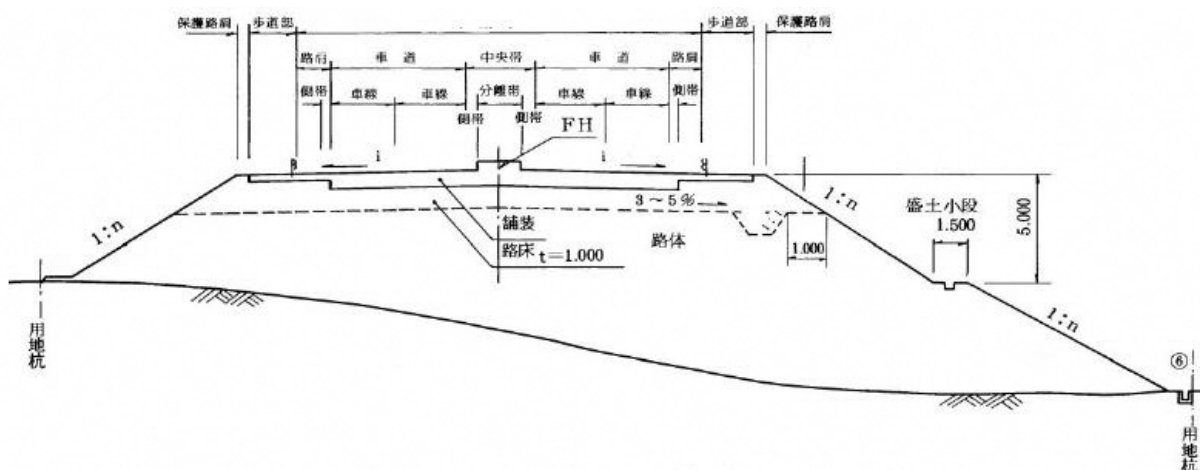 保護路肩 歩道部 歩道部 保護路肩
路肩 車道 中央帯 車道 路肩
側帯 車線 車線 分離帯 車線 車線 側帯
側帯 側帯
FH
i i
3～5%
1:n 1:n
盛土小段
1.500
5.000
舗装
路床 t=1.000
路体
1.000
1:n
用地杭
⑥
用地杭